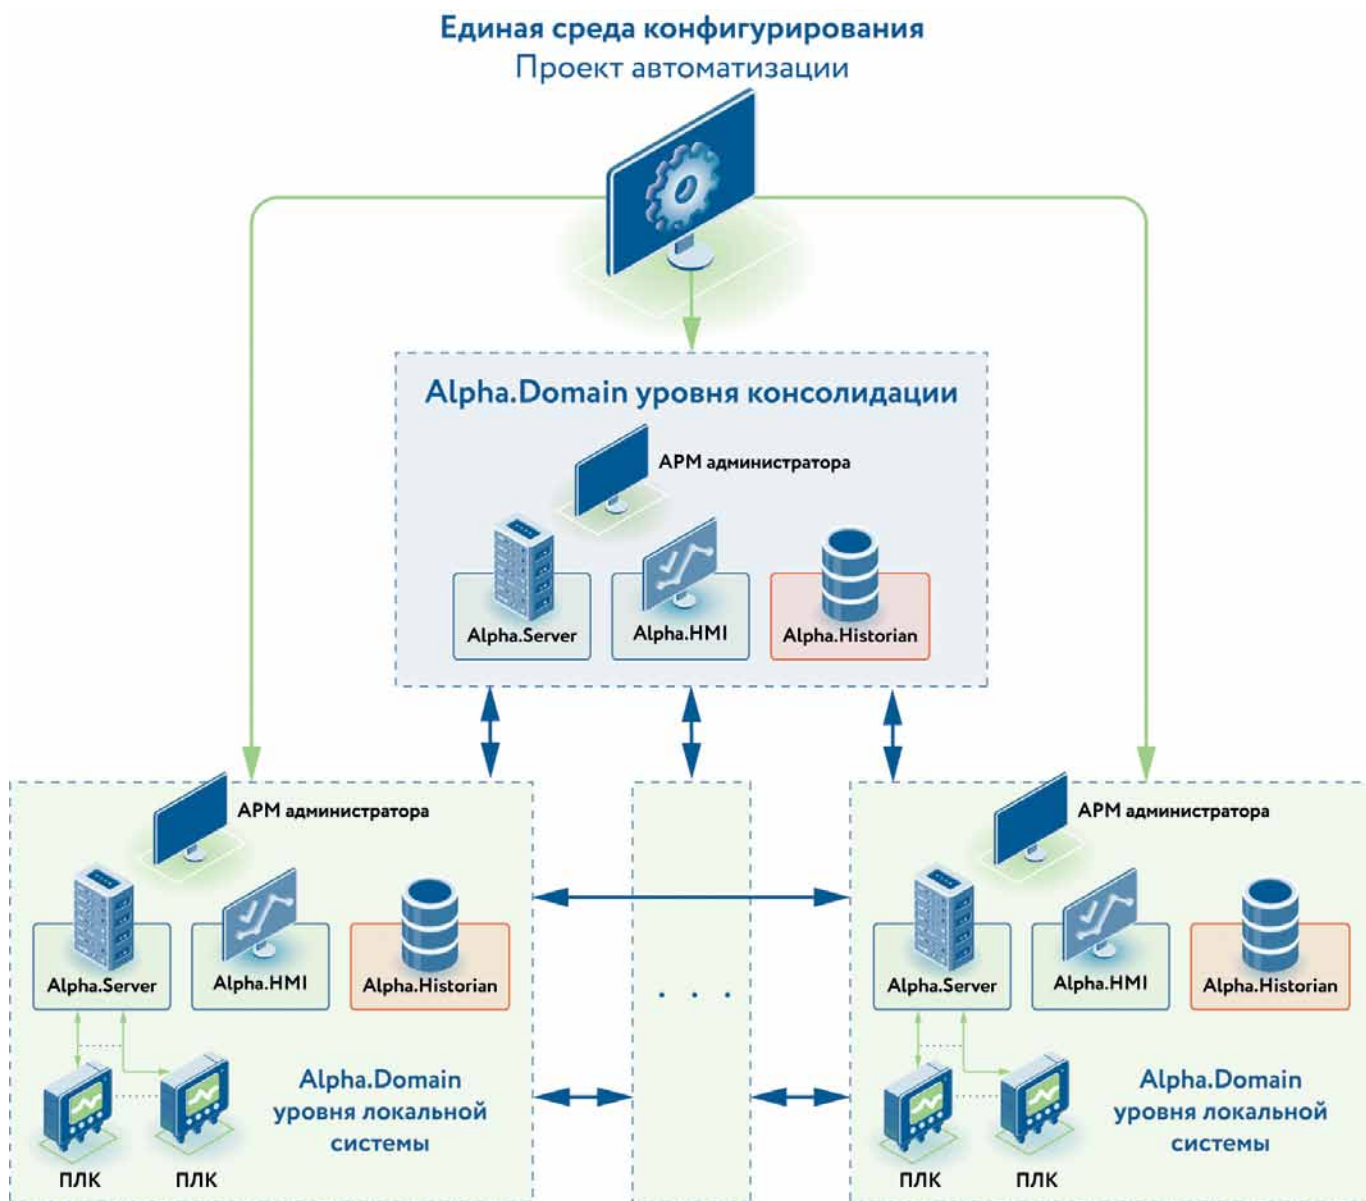 Единая среда конфигурирования
Проект автоматизации
Alpha.Domain уровня консолидации
АРМ администратора
Alpha.Server
Alpha.HMI
Alpha.Historian
АРМ администратора
Alpha.Server
Alpha.HMI
Alpha.Historian
Alpha.Domain
уровня локальной
системы
ПЛК
ПЛК
. . .
АРМ администратора
Alpha.Server
Alpha.HMI
Alpha.Historian
Alpha.Domain
уровня локальной
системы
ПЛК
ПЛК